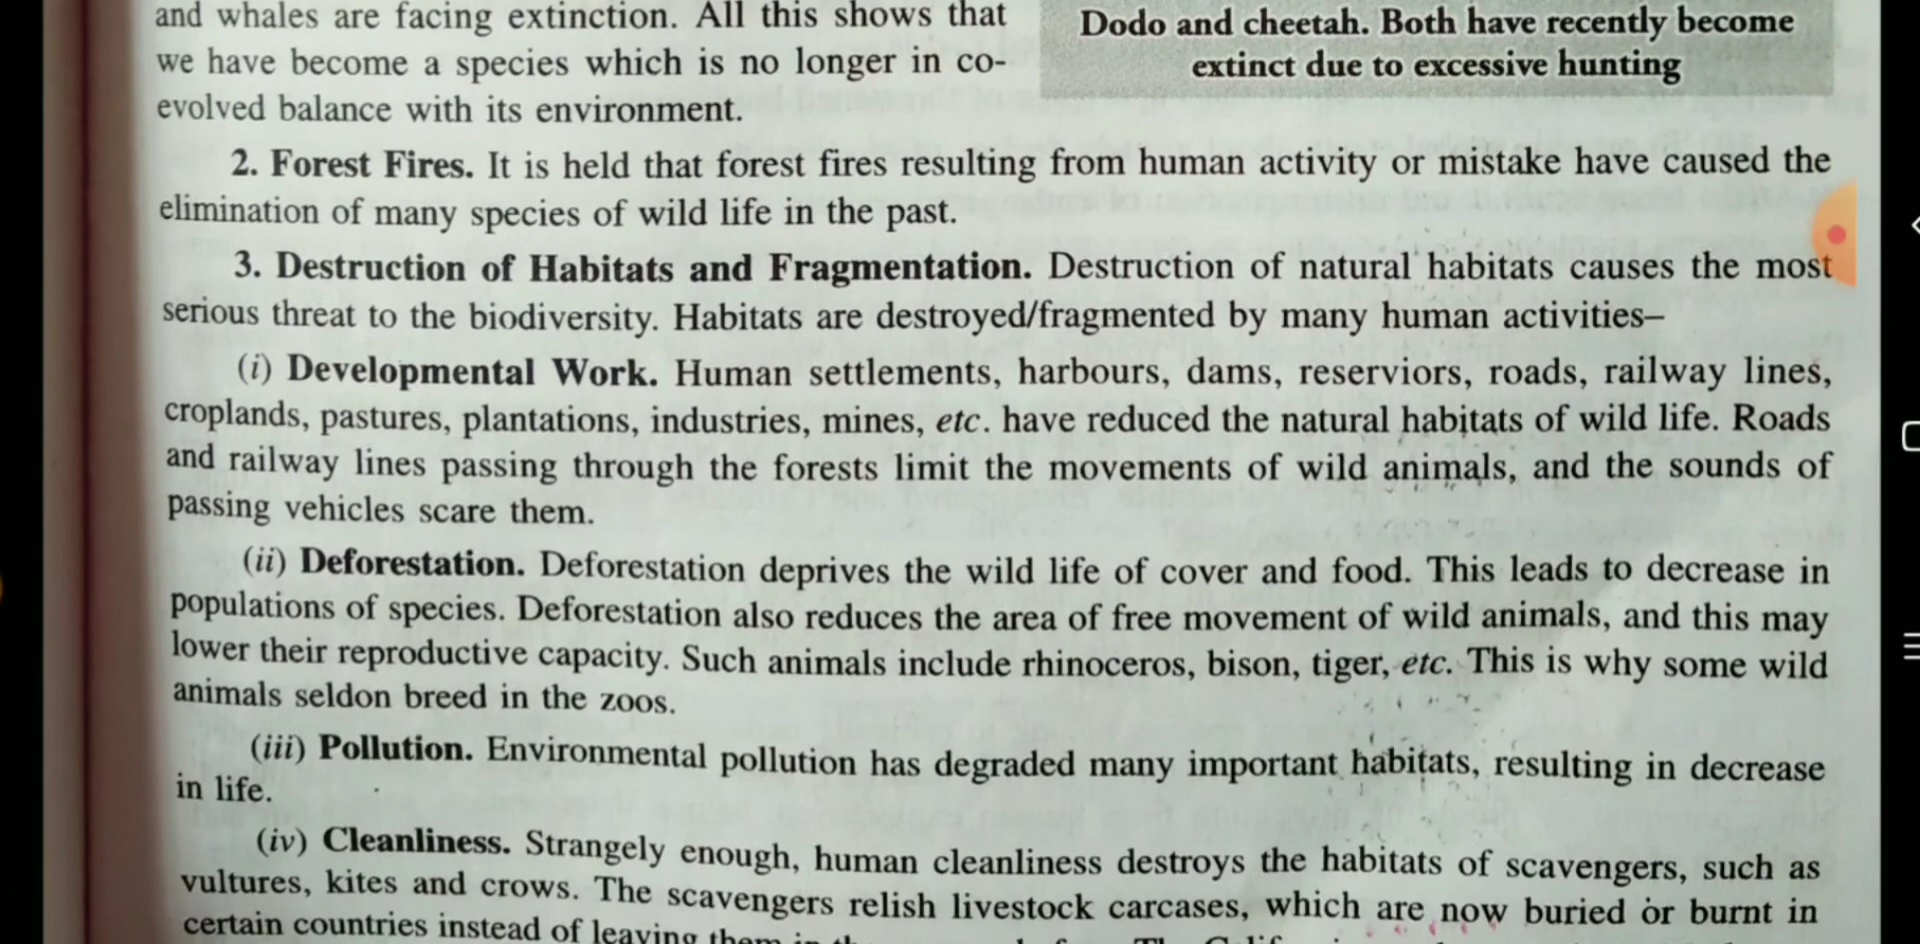 and whales are facing extinction. All this shows that
we have become a species which is no longer in co-
evolved balance with its environment.
Dodo and cheetah. Both have recently become
extinct due to excessive hunting
2. Forest Fires. It is held that forest fires resulting from human activity or mistake have caused the
elimination of many species of wild life in the past.
3. Destruction of Habitats and Fragmentation. Destruction of natural habitats causes the most
serious threat to the biodiversity. Habitats are destroyed/fragmented by many human activities–
(i) Developmental Work. Human settlements, harbours, dams, reserviors, roads, railway lines,
croplands, pastures, plantations, industries, mines, etc. have reduced the natural habitats of wild life. Roads
and railway lines passing through the forests limit the movements of wild animals, and the sounds of
passing vehicles scare them.
(ii) Deforestation. Deforestation deprives the wild life of cover and food. This leads to decrease in
populations of species. Deforestation also reduces the area of free movement of wild animals, and this may
lower their reproductive capacity. Such animals include rhinoceros, bison, tiger, etc. This is why some wild
animals seldon breed in the zoos.
(iii) Pollution. Environmental pollution has degraded many important habitats, resulting in decrease
in life.
(iv) Cleanliness. Strangely enough, human cleanliness destroys the habitats of scavengers, such as
vultures, kites and crows. The scavengers relish livestock carcases, which are now buried or burnt in
certain countries instead of leaving them in